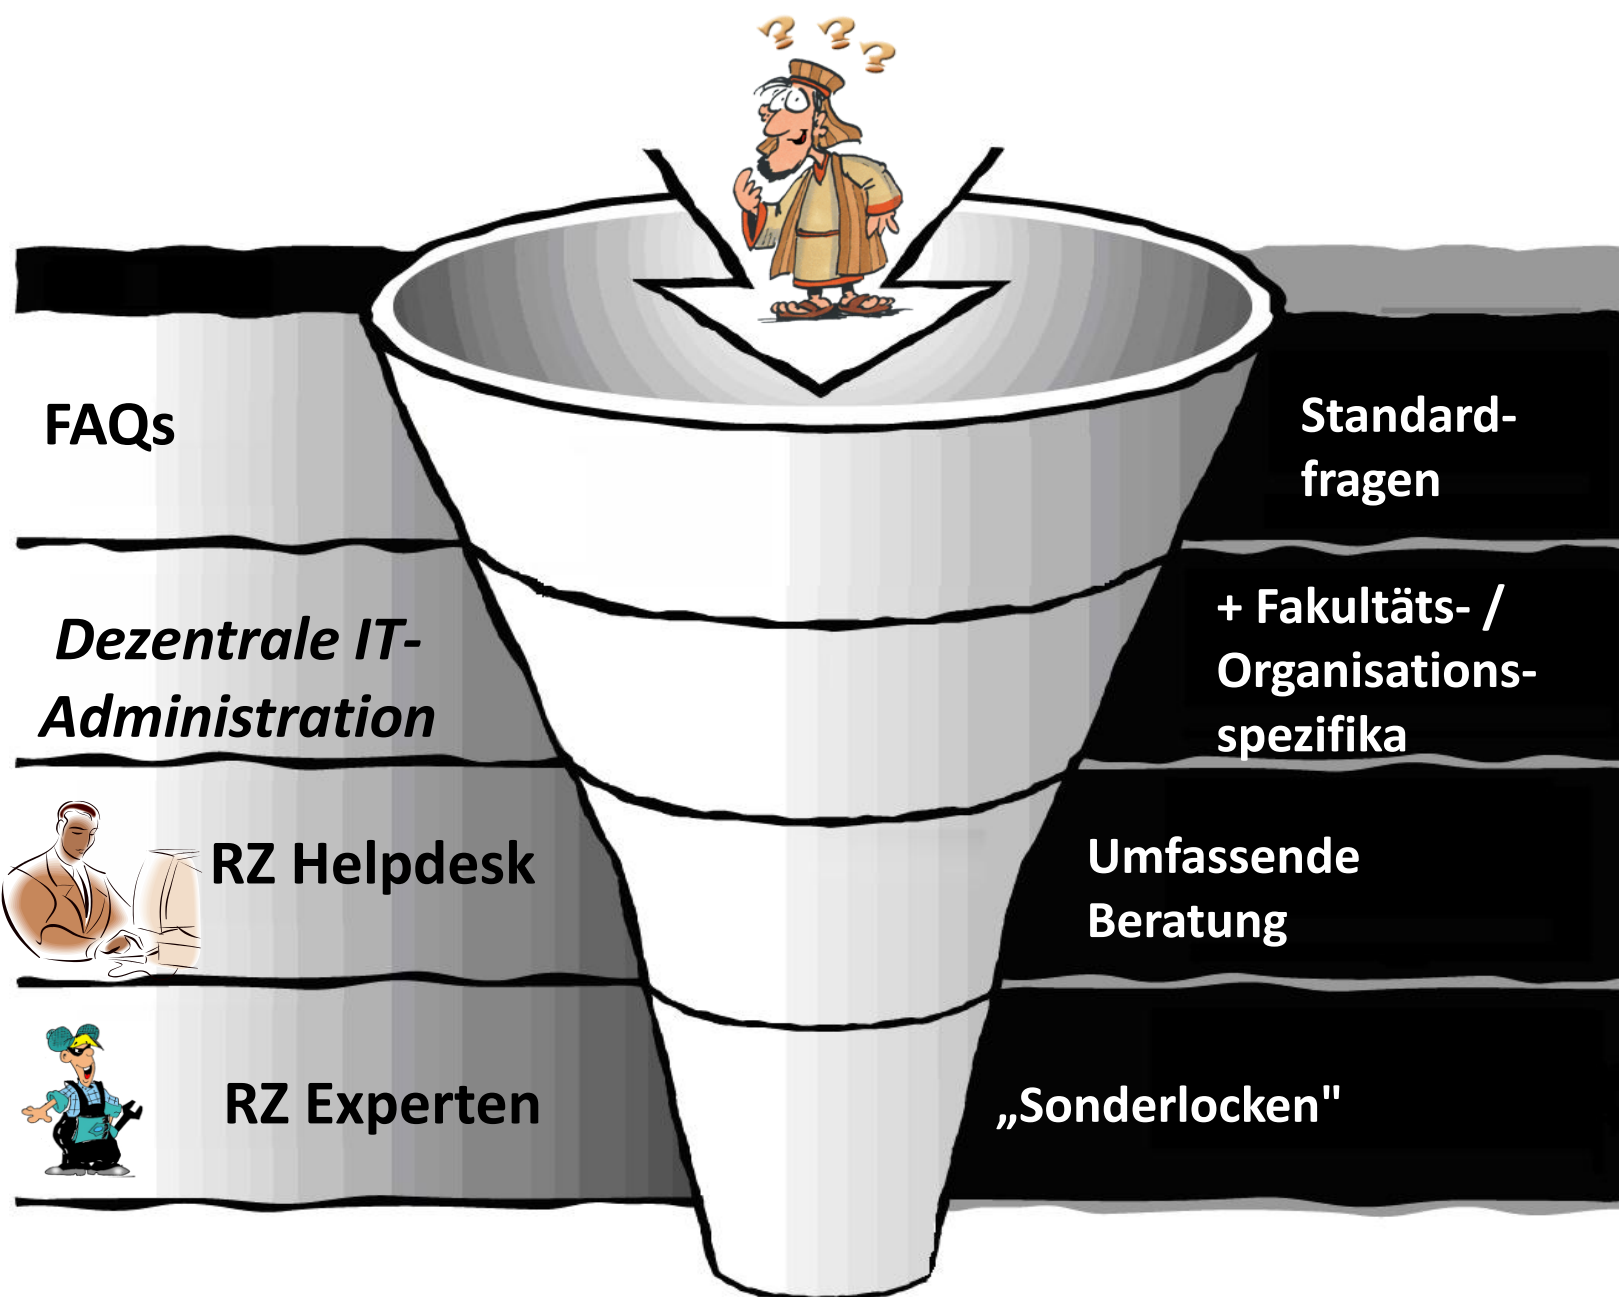 ? ? ?
FAQs
Standard-
fragen
Dezentrale IT-
Administration
+ Fakultäts- /
Organisations-
spezifika
RZ Helpdesk
Umfassende
Beratung
RZ Experten
„Sonderlocken"